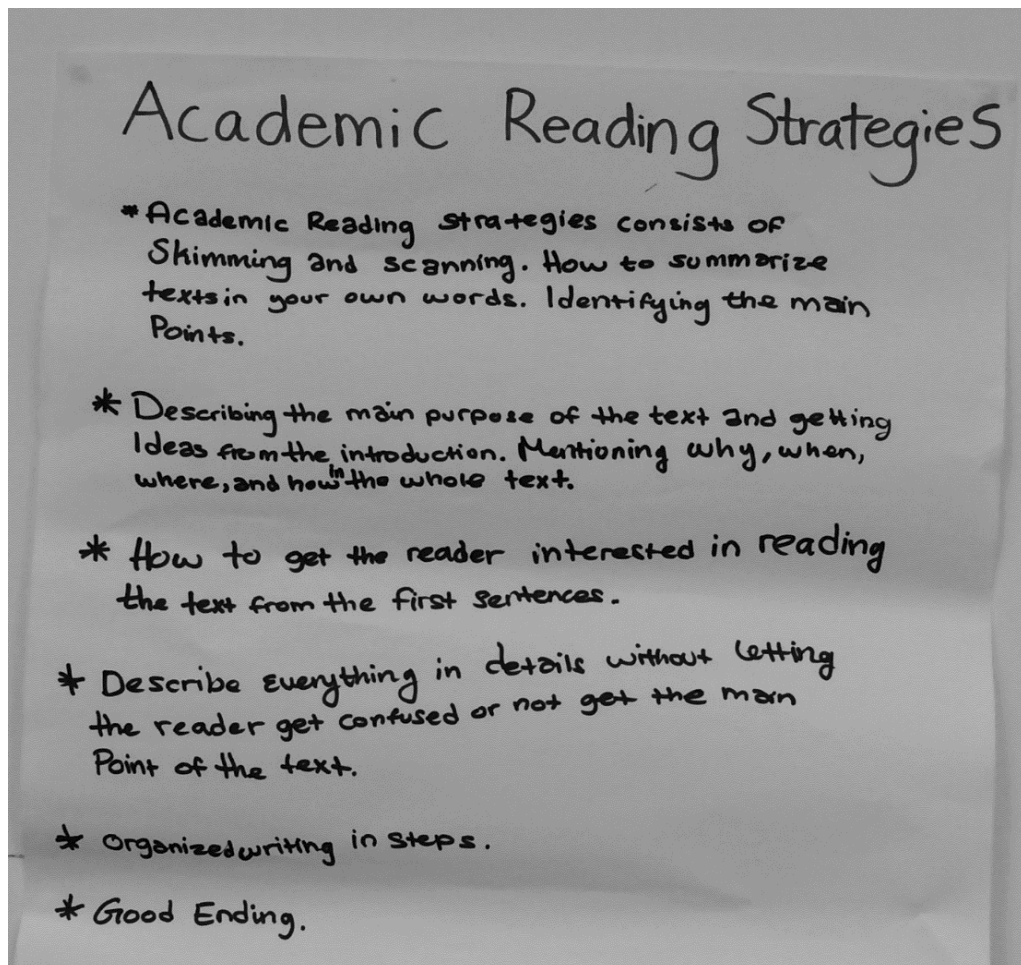 Academic Reading Strategies
* Academic Reading strategies consists of
Skimming and scanning. How to summarize
texts in your own words. Identifying the main
Points.
* Describing the main purpose of the text and getting
Ideas from the introduction. Mentioning why, when,
where, and how in the whole text.
* How to get the reader interested in reading
the text from the first sentences.
* Describe everything in details without letting
the reader get confused or not get the main
Point of the text.
* Organized writing in steps.
* Good Ending.